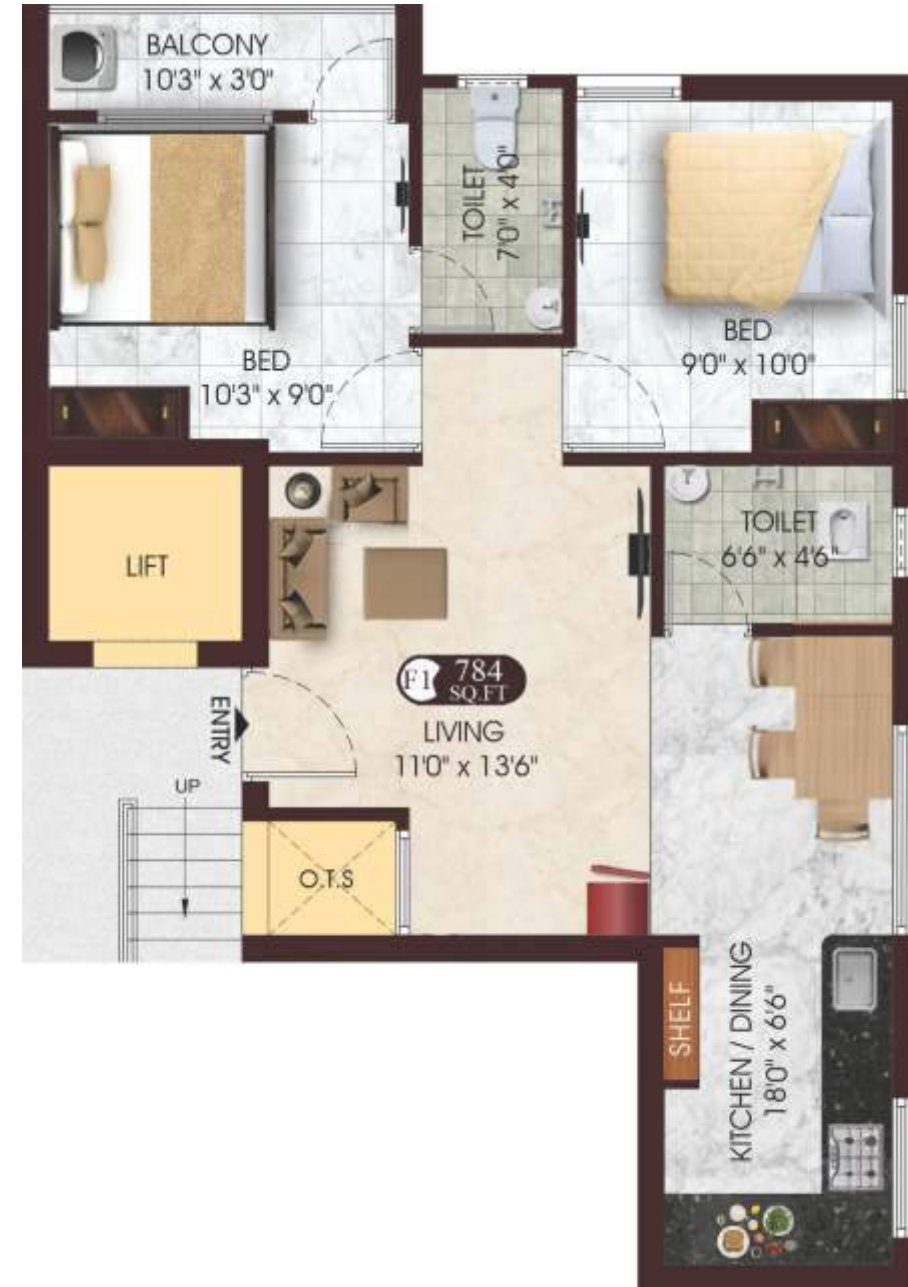 BALCONY
10'3" x 3'0"
TOILET
7'0" x 4'0"
BED
10'3" x 9'0"
BED
9'0" x 10'0"
LIFT
TOILET
6'6" x 4'6"
F1 784
SQ.FT
ENTRY
LIVING
11'0" x 13'6"
UP
O.T.S
SHELF
KITCHEN / DINING
18'0" x 6'6"